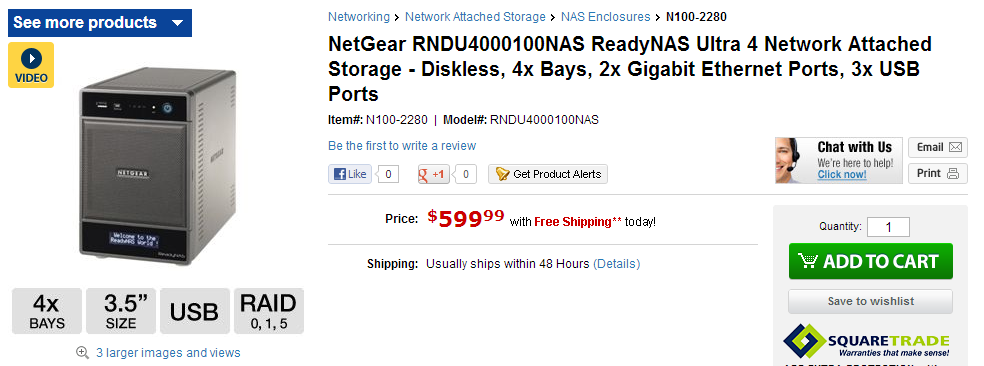 See more products
VIDEO
NETGEAR
NETGEAR
Welcome to the
ReadyNAS World
ReadyNAS
4x
BAYS
3.5”
SIZE
USB
RAID
0, 1, 5
3 larger images and views
Networking > Network Attached Storage > NAS Enclosures > N100-2280
NetGear RNDU4000100NAS ReadyNAS Ultra 4 Network Attached
Storage - Diskless, 4x Bays, 2x Gigabit Ethernet Ports, 3x USB
Ports
Item#: N100-2280 | Model#: RNDU4000100NAS
Be the first to write a review
f Like 0 g +1 0 Get Product Alerts
Chat with Us
We're here to help!
Click now!
Email
Print
Price: $59999 with Free Shipping** today!
Shipping: Usually ships within 48 Hours (Details)
Quantity: 1
ADD TO CART
Save to wishlist
SQUARETRADE
Warranties that make sense!